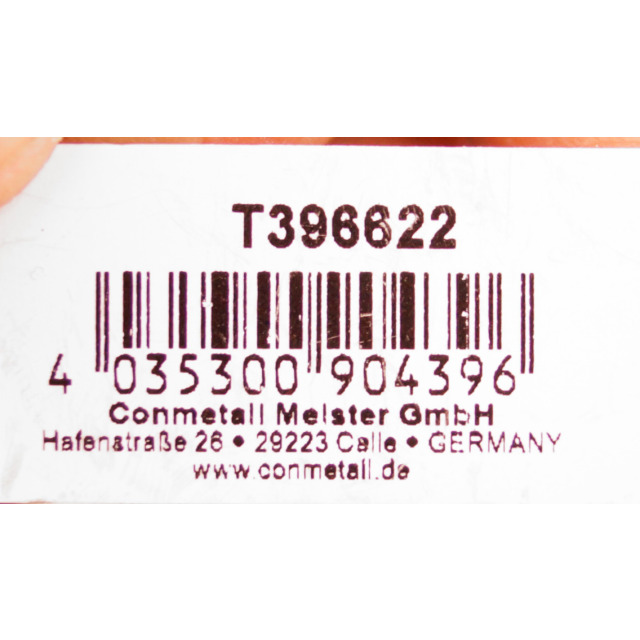 T396622
4 035300 904396
Conmetall Meister GmbH
Hafenstraße 26 • 29223 Celle • GERMANY
www.conmetall.de